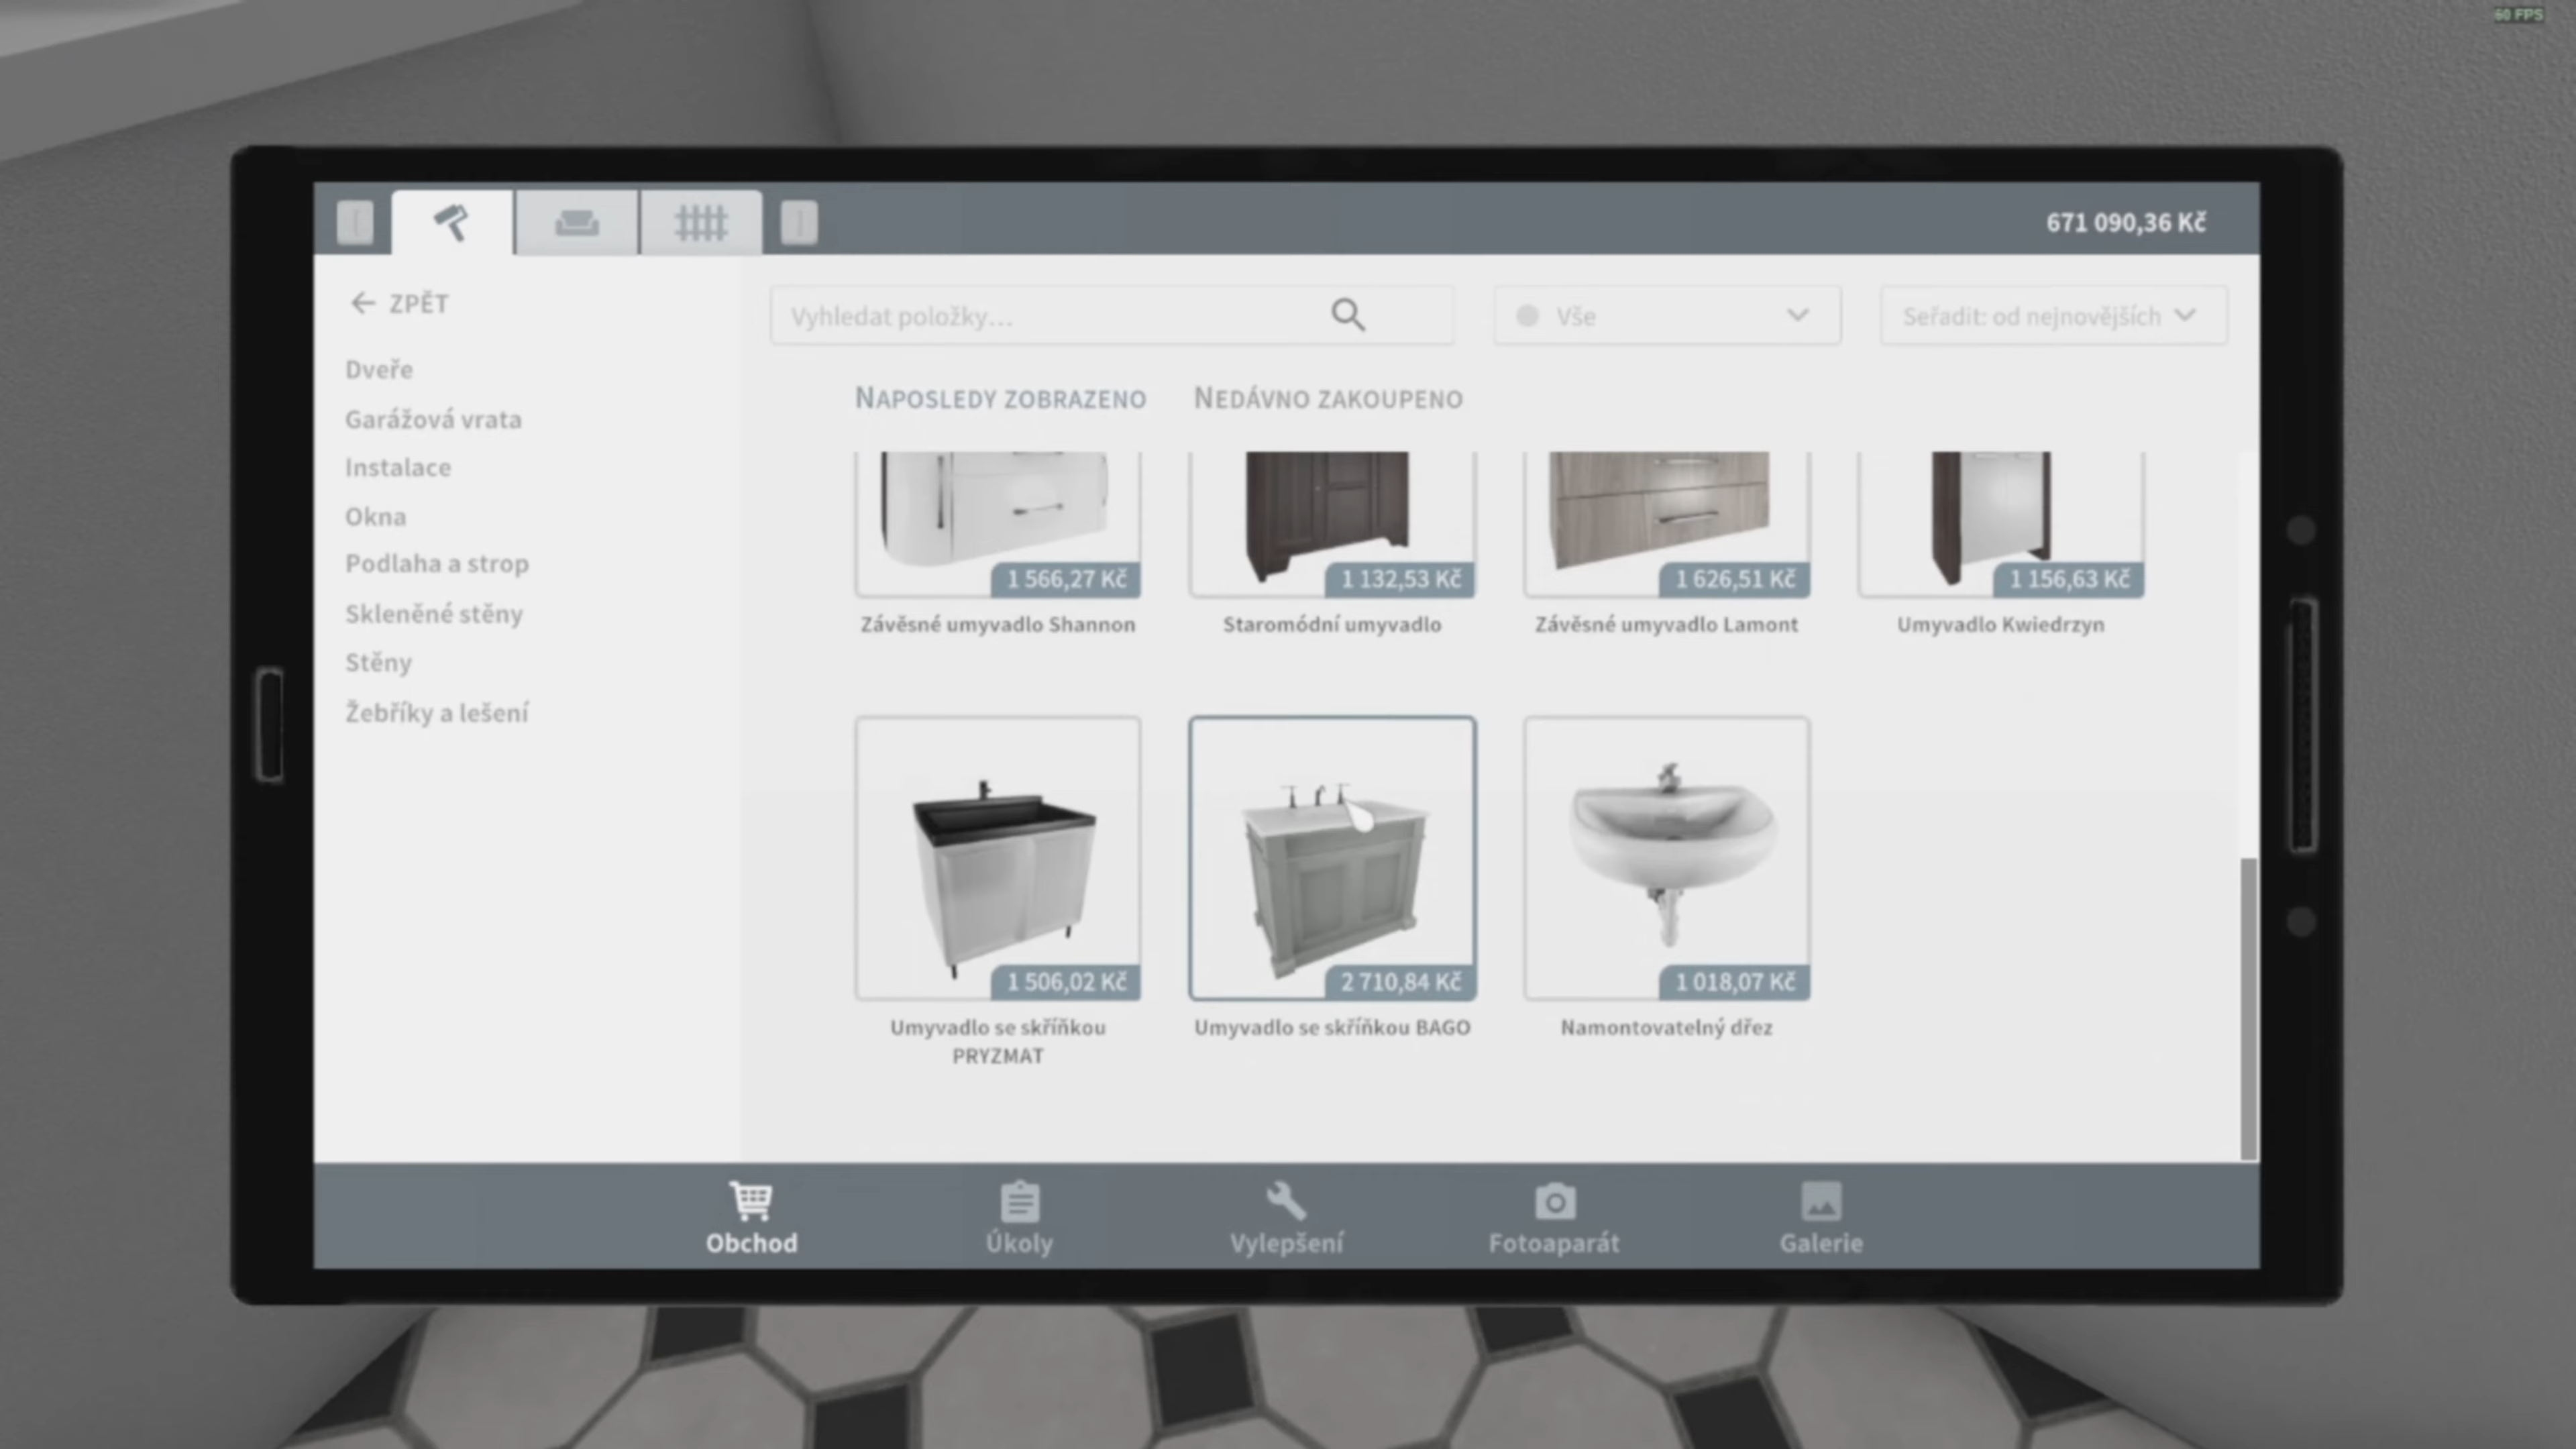 60 FPS
671 090,36 Kč
ZPĚT
Dveře
Garážová vrata
Instalace
Okna
Podlaha a strop
Skleněné stěny
Stěny
Žebříky a lešení
Vyhledat položky...
Vše
Seřadit: od nejnovějších
NAPOSLEDY ZOBRAZENO
NEDÁVNO ZAKOUPENO
1 566,27 Kč
1 132,53 Kč
1 626,51 Kč
1 156,63 Kč
Závěsné umyvadlo Shannon
Staromódní umyvadlo
Závěsné umyvadlo Lamont
Umyvadlo Kwiedrzyn
1 506,02 Kč
2 710,84 Kč
1 018,07 Kč
Umyvadlo se skříňkou
PRYZMAT
Umyvadlo se skříňkou BAGO
Namontovatelný dřez
Obchod
Úkoly
Vylepšení
Fotoaparát
Galerie